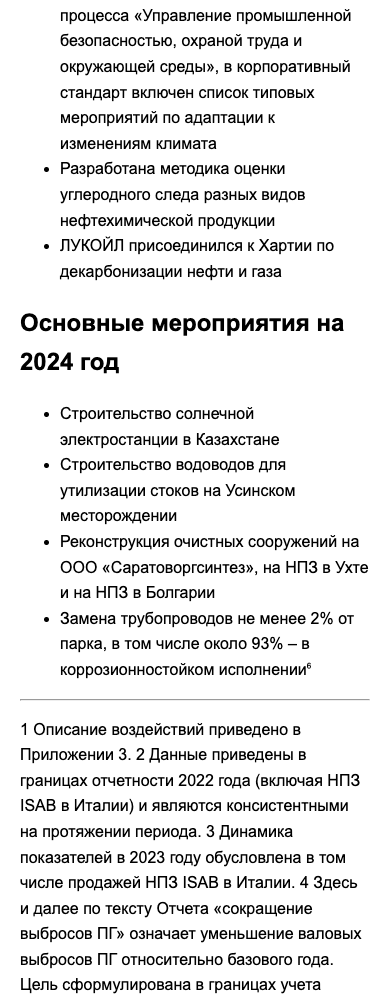 процесса «Управление промышленной
безопасностью, охраной труда и
окружающей среды», в корпоративный
стандарт включен список типовых
мероприятий по адаптации к
изменениям климата
• Разработана методика оценки
углеродного следа разных видов
нефтехимической продукции
• ЛУКОЙЛ присоединился к Хартии по
декарбонизации нефти и газа
Основные мероприятия на
2024 год
• Строительство солнечной
электростанции в Казахстане
• Строительство водоводов для
утилизации стоков на Усинском
месторождении
• Реконструкция очистных сооружений на
ООО «Саратоворгсинтез», на НПЗ в Ухте
и на НПЗ в Болгарии
• Замена трубопроводов не менее 2% от
парка, в том числе около 93% – в
коррозионностойком исполнении⁶
1 Описание воздействий приведено в
Приложении 3. 2 Данные приведены в
границах отчетности 2022 года (включая НПЗ
ISAB в Италии) и являются консистентными
на протяжении периода. 3 Динамика
показателей в 2023 году обусловлена в том
числе продажей НПЗ ISAB в Италии. 4 Здесь
и далее по тексту Отчета «сокращение
выбросов ПГ» означает уменьшение валовых
выбросов ПГ относительно базового года.
Цель сформулирована в границах учета